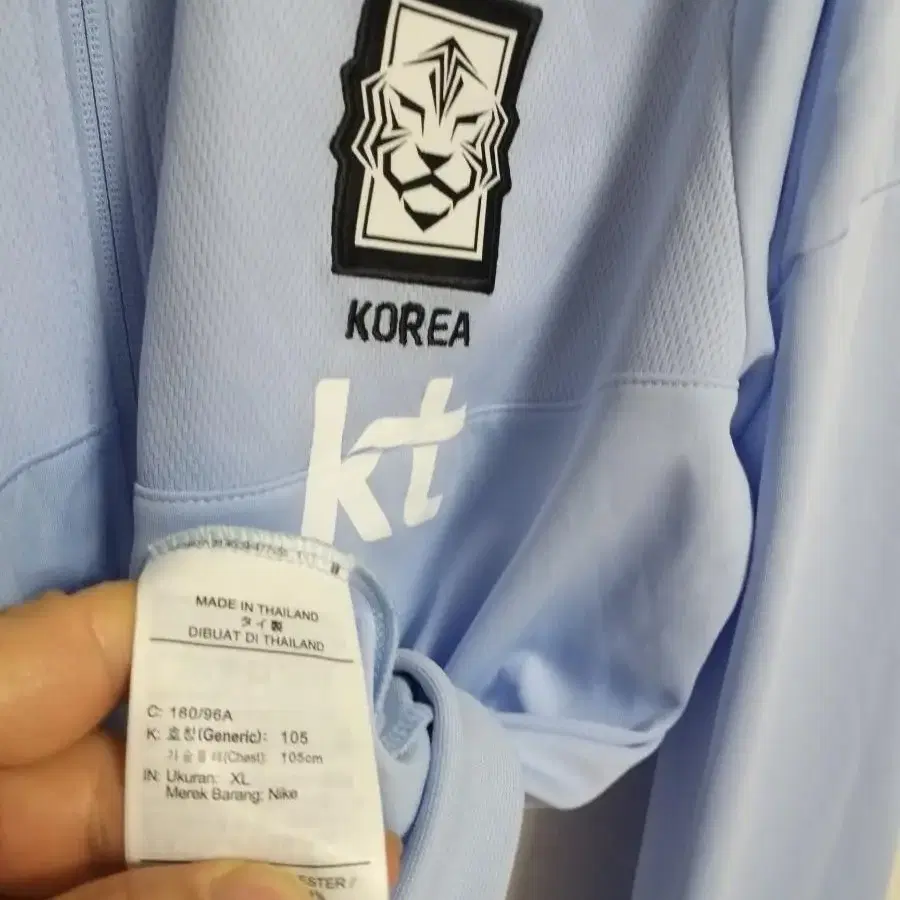 KOREA
kt
MADE IN THAILAND
タイ製
DIBUAT DI THAILAND
C: 180/96A
K: 호칭(Generic): 105
가슴둘레(Chest): 105cm
IN: Ukuran: XL
Merek Barang: Nike